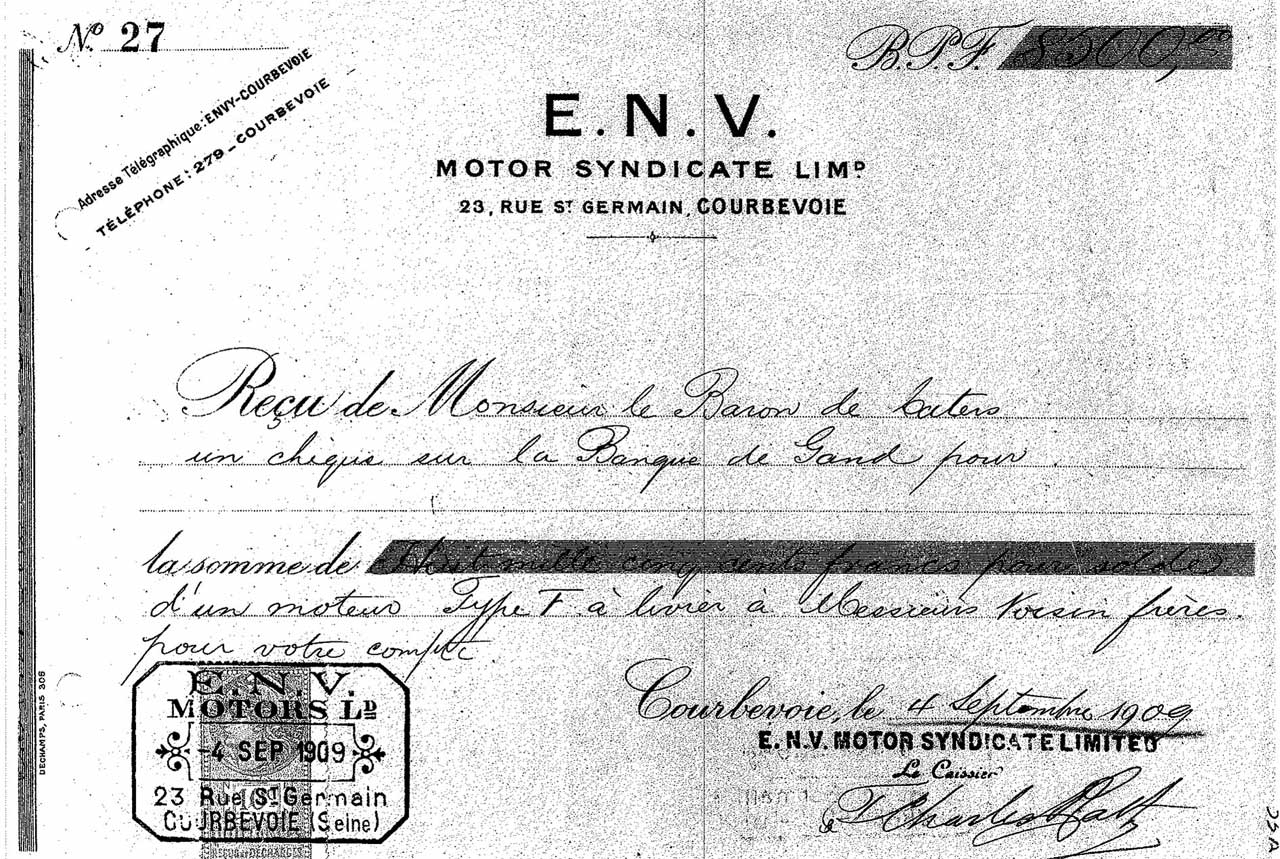 Nº 27
B.P.F. 8500,00
Adresse Télégraphique: ENVY-COURBEVOIE
TÉLÉPHONE: 279 - COURBEVOIE
E. N. V.
MOTOR SYNDICATE LIMD
23, RUE ST GERMAIN, COURBEVOIE
Reçu de Monsieur le Baron de Caters
un chèque sur la Banque de Gand pour
la somme de Huit mille cinq cents francs pour solde
d'un moteur Type F à livrer à Messieurs Voisin frères
pour votre compte.
Courbevoie, le 4 Septembre 1909
E.N.V. MOTOR SYNDICATE LIMITED
Le Caissier
Charles
E.N.V.
MOTORS LD
-4 SEP 1909
23 Rue St Germain
COURBEVOIE (Seine)
DECHAMPS, PARIS 306